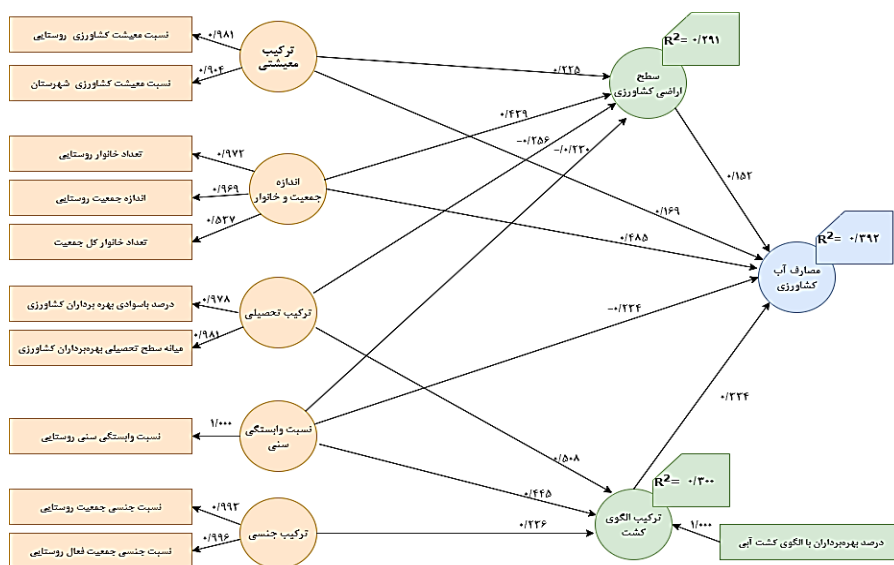 نسبت معیشت کشاورزی روستایی
نسبت معیشت کشاورزی شهرستان
۰/۹۸۱
۰/۹۰۴
ترکیب
معیشتی
تعداد خانوار روستایی
اندازه جمعیت روستایی
تعداد خانوار کل جمعیت
۰/۹۷۲
۰/۹۶۹
۰/۵۲۷
اندازه
جمعیت و خانوار
درصد باسوادی بهره برداران کشاورزی
میانه سطح تحصیلی بهره‌برداران کشاورزی
۰/۹۷۸
۰/۹۸۱
ترکیب تحصیلی
نسبت وابستگی سنی روستایی
۱/۰۰۰
نسبت وابستگی
سنی
نسبت جنسی جمعیت روستایی
نسبت جنسی جمعیت فعال روستایی
۰/۹۹۲
۰/۹۹۶
ترکیب جنسی
۰/۲۲۵
۰/۴۳۹
-۰/۲۵۶
-/۰/۲۳۰
۰/۱۶۹
۰/۴۸۵
-۰/۲۳۴
۰/۵۰۸
۰/۴۴۵
۰/۲۲۶
R²= ۰/۲۹۱
سطح
اراضی کشاورزی
۰/۱۵۲
R²= ۰/۳۹۲
مصارف آب
کشاورزی
۰/۲۲۴
R²= ۰/۳۰۰
ترکیب الگوی
کشت
۱/۰۰۰
درصد بهره‌برداران با الگوی کشت آبی